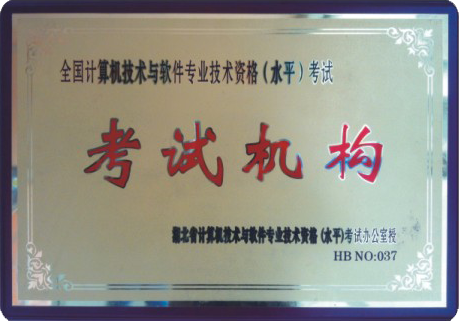 全国计算机技术与软件专业技术资格（水平）考试
考试机构
湖北省计算机技术与软件专业技术资格(水平)考试办公室授
HB NO:037